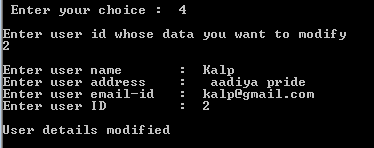 Enter your choice :  4
Enter user id whose data you want to modify
2
Enter user name      :  Kalp
Enter user address   :   aadiya pride
Enter user email-id  :  kalp@gmail.com
Enter user ID        :  2
User details modified